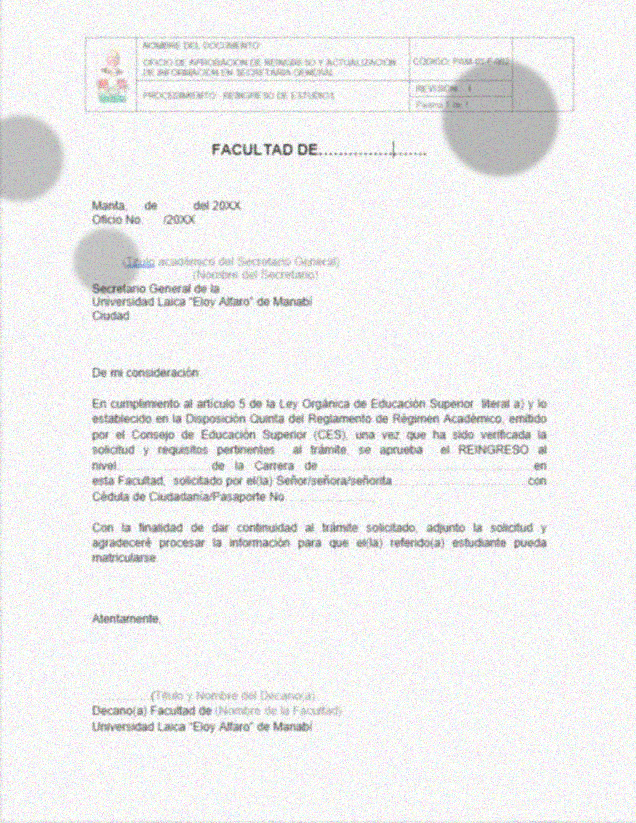 NOMBRE DEL DOCUMENTO:
OFICIO DE APROBACIÓN DE REINGRESO Y ACTUALIZACIÓN
DE INFORMACIÓN EN SECRETARÍA GENERAL
CÓDIGO:
PROCEDIMIENTO: REINGRESO DE ESTUDIOS
REVISIÓN: 1
Página 1 de 1
FACULTAD DE......................
Manta, de del 20XX
Oficio No. /20XX
(Titulo académico del Secretario General)
(Nombre del Secretario)
Secretario General de la
Universidad Laica "Eloy Alfaro" de Manabí
Ciudad
De mi consideración
En cumplimiento al artículo 5 de la Ley Orgánica de Educación Superior literal a) y lo
establecido en la Disposición Quinta del Reglamento de Régimen Académico, emitido
por el Consejo de Educación Superior (CES), una vez que ha sido verificada la
solicitud y requisitos pertinentes al trámite, se aprueba el REINGRESO al
nivel.................... de la Carrera de ........................................ en
esta Facultad, solicitado por el(la) Señor/señora/señorita......................... con
Cédula de Ciudadanía/Pasaporte No....................
Con la finalidad de dar continuidad al trámite solicitado, adjunto la solicitud y
agradeceré procesar la información para que el(la) referido(a) estudiante pueda
matricularse
Atentamente,
..............(Titulo y Nombre del Decano(a)
Decano(a) Facultad de (Nombre de la Facultad)
Universidad Laica "Eloy Alfaro" de Manabí